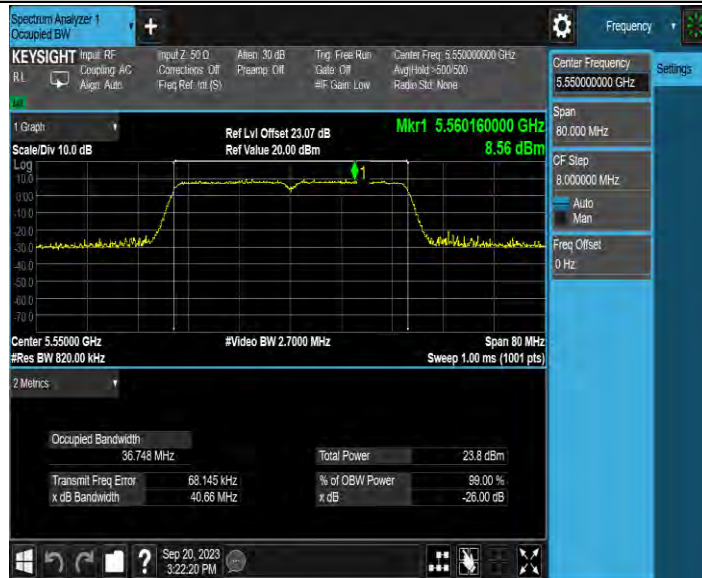 Spectrum Analyzer 1
Occupied BW
+
Frequency
KEYSIGHT
Input: RF
Coupling: AC
Align: Auto
Input Z: 50 Ω
Corrections: Off
Freq Ref: Int (S)
Atten: 30 dB
Preamp: Off
Trig: Free Run
Gate: Off
#IF Gain: Low
Center Freq: 5.550000000 GHz
Avg|Hold:>500/500
Radio Std: None
RL
Center Frequency
5.550000000 GHz
Settings
Span
80.000 MHz
CF Step
8.000000 MHz
Auto
Man
Freq Offset
0 Hz
1 Graph
Scale/Div 10.0 dB
Ref Lvl Offset 23.07 dB
Ref Value 20.00 dBm
Mkr1 5.560160000 GHz
8.56 dBm
Log
10.0
0.00
-10.0
-20.0
-30.0
-40.0
-50.0
-60.0
-70.0
1
Center 5.55000 GHz
#Res BW 820.00 kHz
#Video BW 2.7000 MHz
Span 80 MHz
Sweep 1.00 ms (1001 pts)
2 Metrics
Occupied Bandwidth
36.748 MHz
Total Power 23.8 dBm
Transmit Freq Error 68.145 kHz
% of OBW Power 99.00 %
x dB Bandwidth 40.66 MHz
x dB -26.00 dB
?
Sep 20, 2023
3:22:20 PM